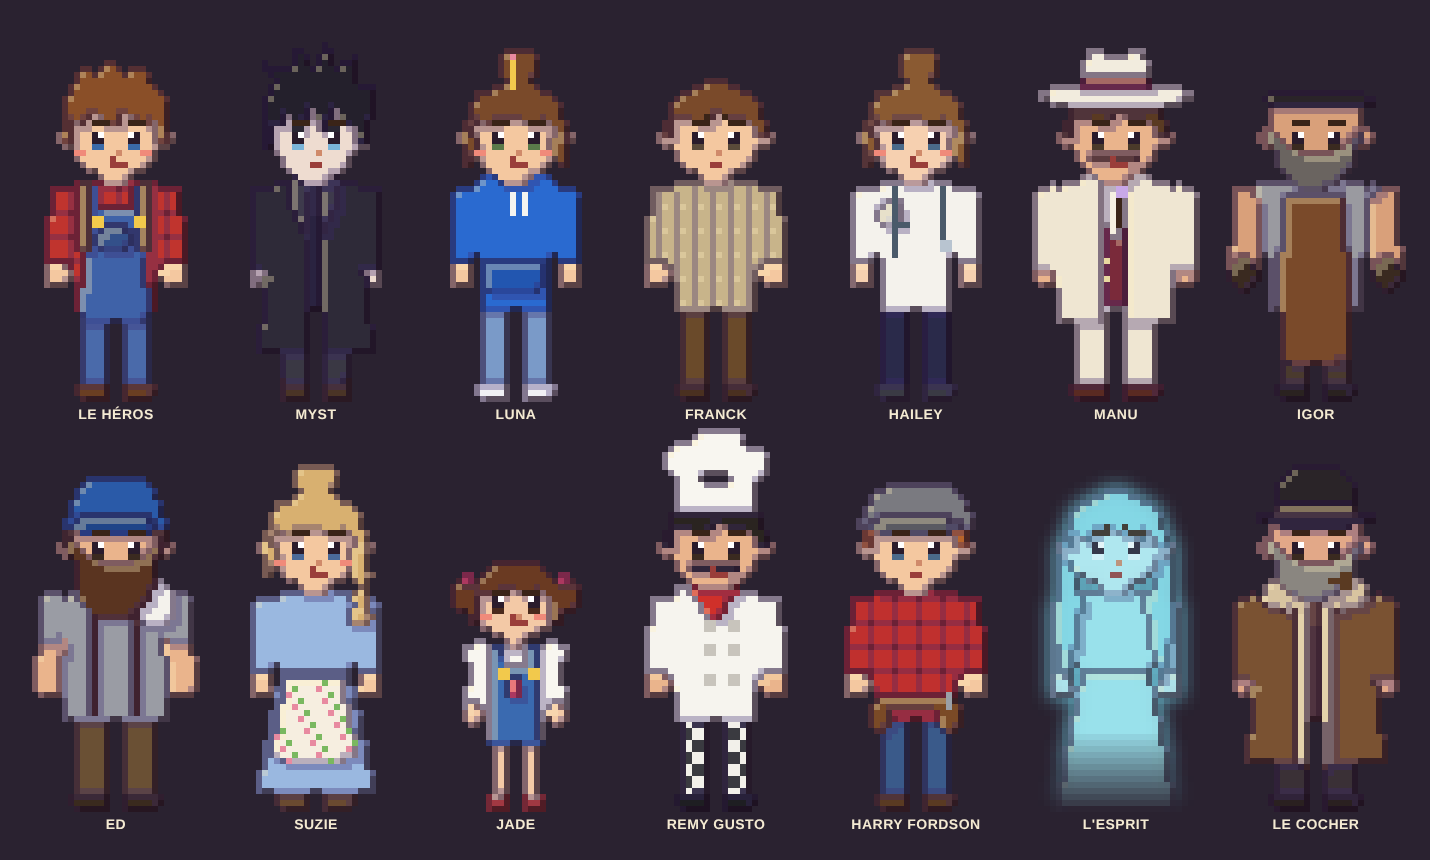 LE HÉROS
MYST
LUNA
FRANCK
HAILEY
MANU
IGOR
ED
SUZIE
JADE
REMY GUSTO
HARRY FORDSON
L'ESPRIT
LE COCHER